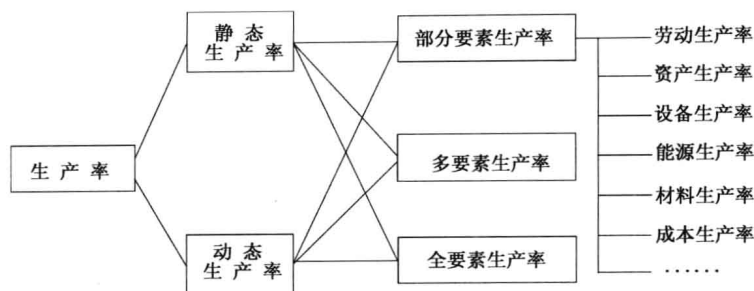 生产率
静态
生产率
动态
生产率
部分要素生产率
多要素生产率
全要素生产率
劳动生产率
资产生产率
设备生产率
能源生产率
材料生产率
成本生产率
……